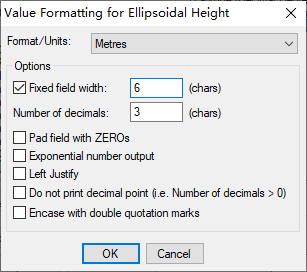 Value Formatting for Ellipsoidal Height
Format/Units: Metres
Options
Fixed field width: 6 (chars)
Number of decimals: 3 (chars)
Pad field with ZEROs
Exponential number output
Left Justify
Do not print decimal point (i.e. Number of decimals > 0)
Encase with double quotation marks
OK Cancel